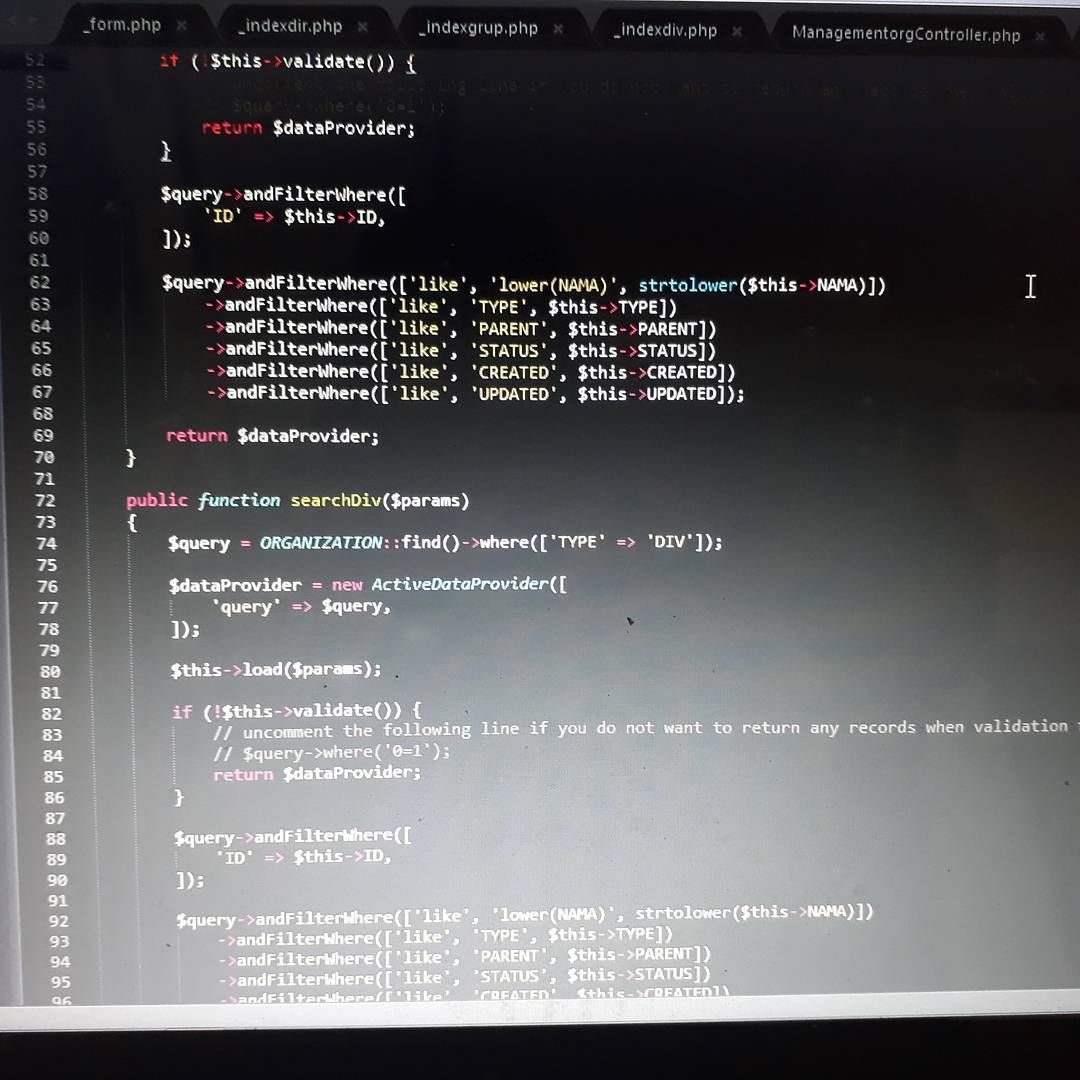 _form.php × _indexdir.php × _indexgrup.php × _indexdiv.php × ManagementorgController.php ×
52 if (!$this->validate()) {
53
54 // $query->where('0=1');
55 return $dataProvider;
56 }
57
58 $query->andFilterWhere([
59 'ID' => $this->ID,
60 ]);
61
62 $query->andFilterWhere(['like', 'lower(NAMA)', strtolower($this->NAMA)])
63 ->andFilterWhere(['like', 'TYPE', $this->TYPE])
64 ->andFilterWhere(['like', 'PARENT', $this->PARENT])
65 ->andFilterWhere(['like', 'STATUS', $this->STATUS])
66 ->andFilterWhere(['like', 'CREATED', $this->CREATED])
67 ->andFilterWhere(['like', 'UPDATED', $this->UPDATED]);
68
69 return $dataProvider;
70 }
71
72 public function searchDiv($params)
73 {
74 $query = ORGANIZATION::find()->where(['TYPE' => 'DIV']);
75
76 $dataProvider = new ActiveDataProvider([
77 'query' => $query,
78 ]);
79
80 $this->load($params);
81
82 if (!$this->validate()) {
83 // uncomment the following line if you do not want to return any records when validation
84 // $query->where('0=1');
85 return $dataProvider;
86 }
87
88 $query->andFilterWhere([
89 'ID' => $this->ID,
90 ]);
91
92 $query->andFilterWhere(['like', 'lower(NAMA)', strtolower($this->NAMA)])
93 ->andFilterWhere(['like', 'TYPE', $this->TYPE])
94 ->andFilterWhere(['like', 'PARENT', $this->PARENT])
95 ->andFilterWhere(['like', 'STATUS', $this->STATUS])
96 ->andFilterWhere(['like', 'CREATED', $this->CREATED])